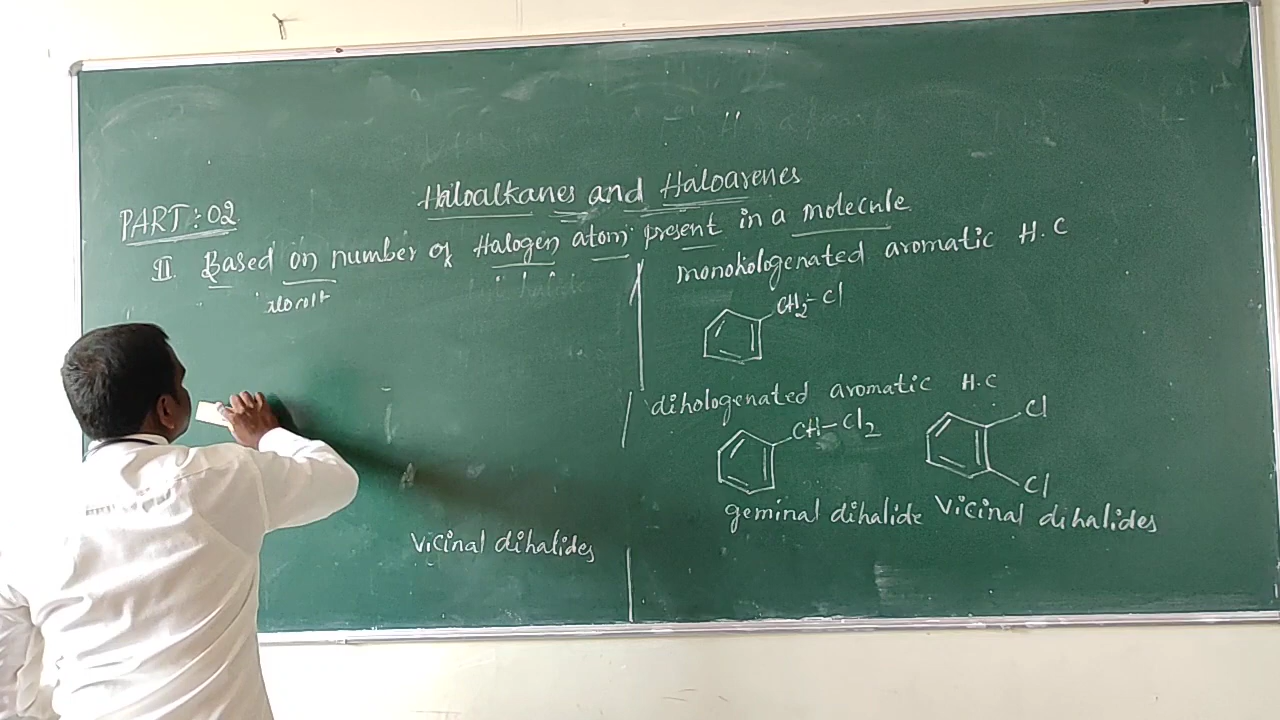 Haloalkanes and Haloarenes
PART:02
II. Based on number of Halogen atom present in a molecule
monohologenated aromatic H.C
CH2-Cl
dihologenated aromatic H.C
CH-Cl2
Cl
Cl
geminal dihalide Vicinal dihalides
Vicinal dihalides